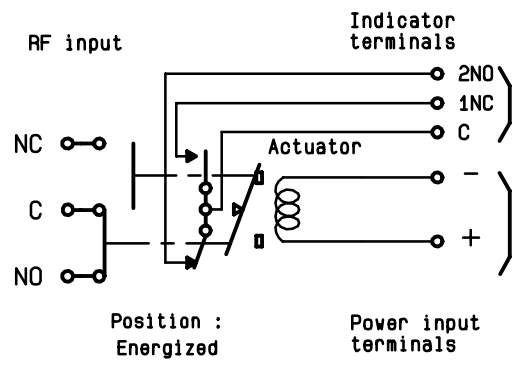 Indicator
terminals
RF input
2NO
1NC
C
NC
Actuator
C
−
+
NO
Position :
Energized
Power input
terminals